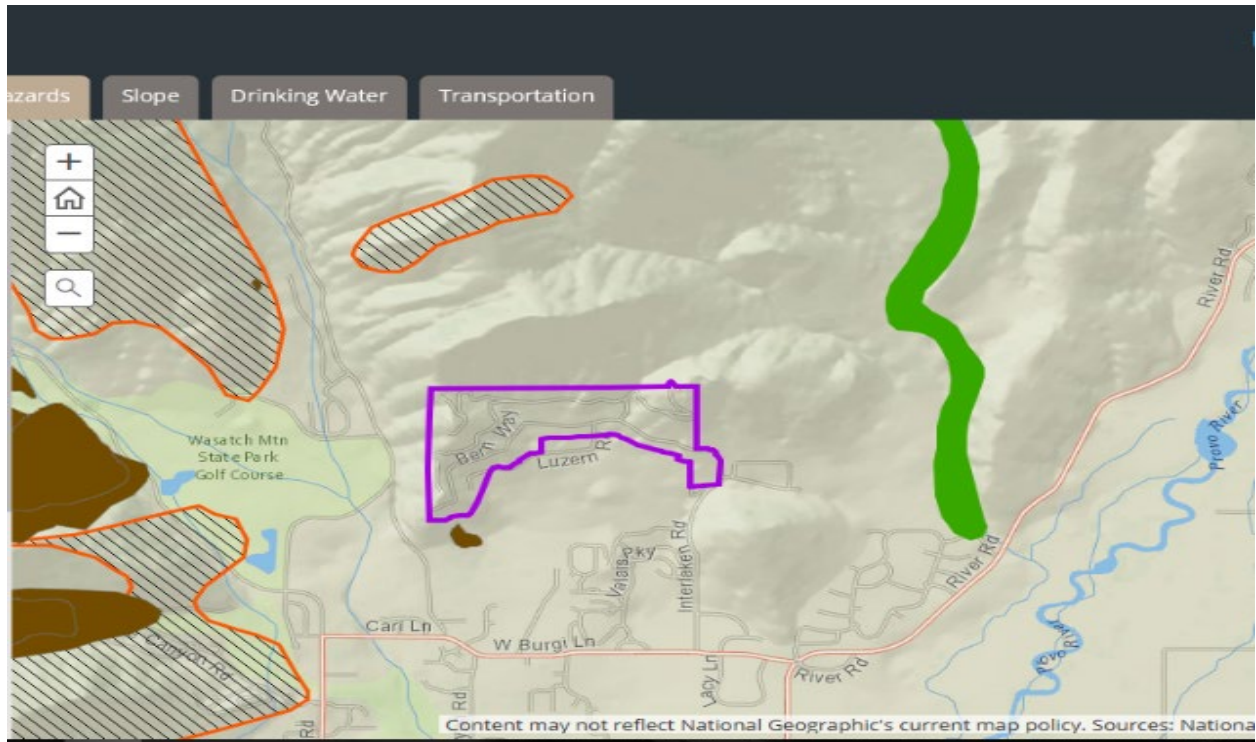 azards
Slope
Drinking Water
Transportation
+
−
River Rd
Wasatch Mtn
State Park
Golf Course
Bern Way
Luzern R
Provo River
Valais Pky
Interlaken Rd
River Rd
Cari Ln
W Burgi Ln
Canyon Rd
Lacy Ln
River Rd
Provo River
Rd
Rd
Content may not reflect National Geographic's current map policy. Sources: Nationa